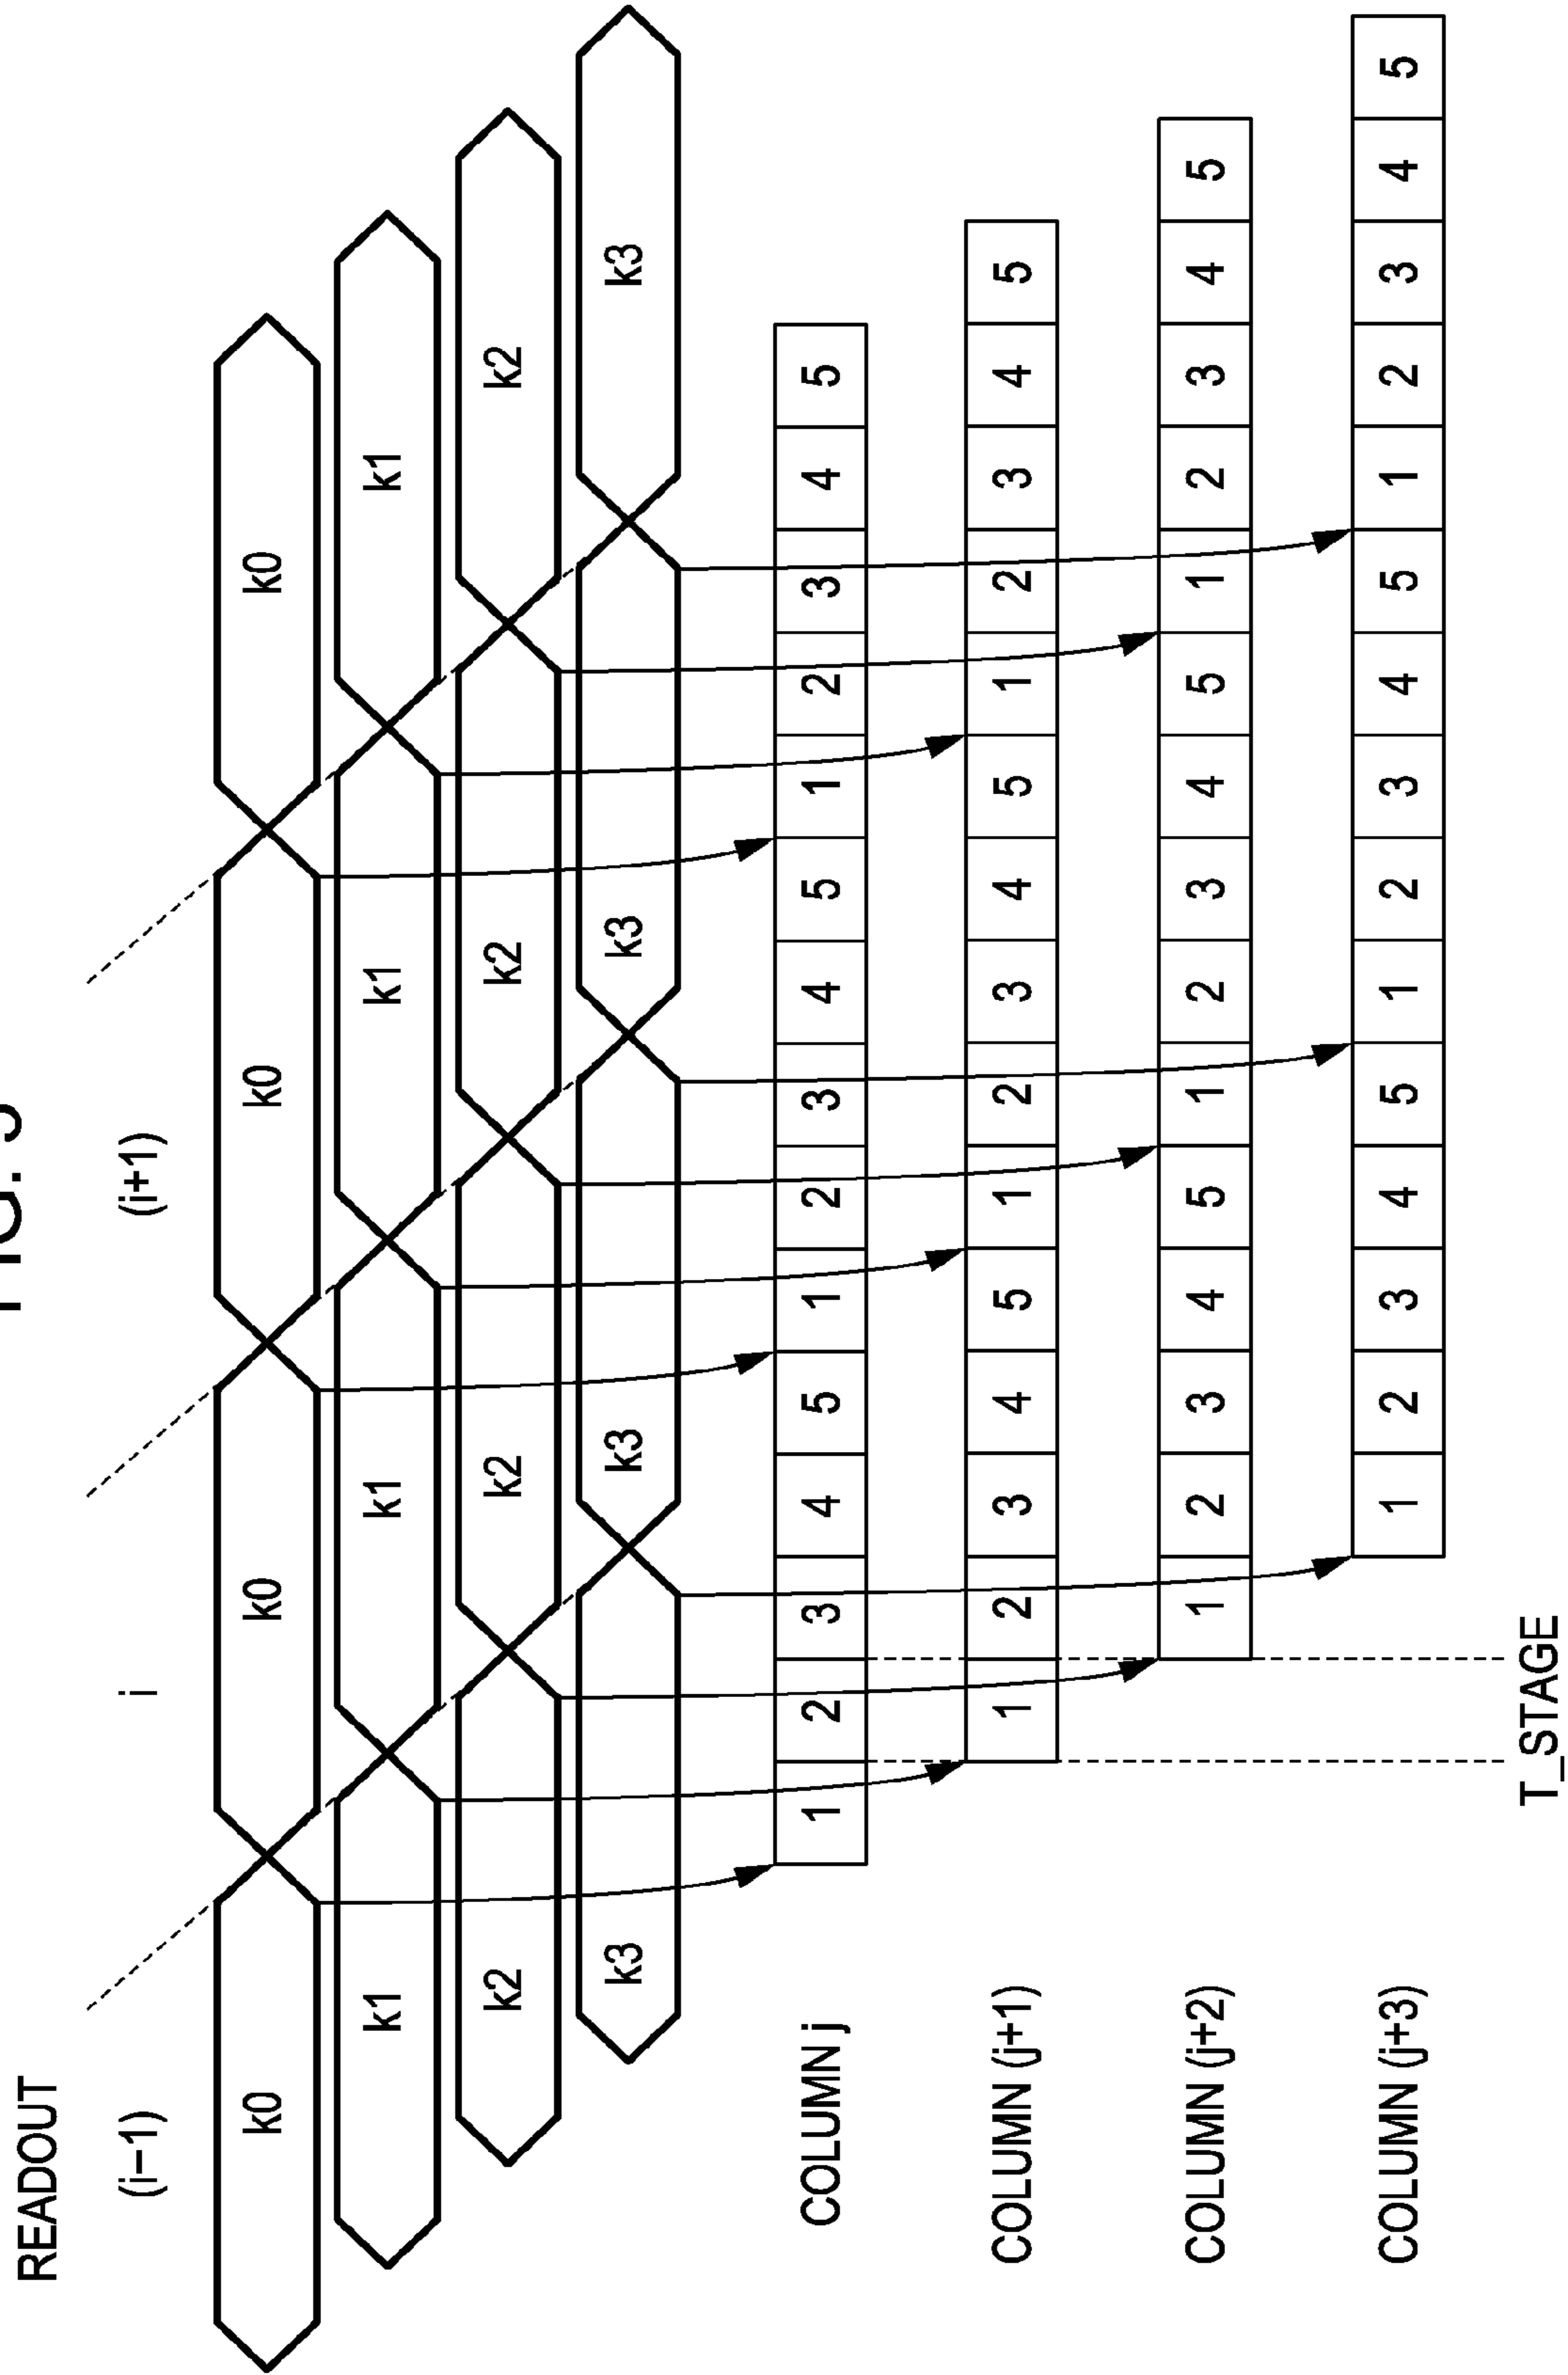 FIG.
READOUT
(i−1) i (i+1)
k0 k0 k0 k0
k1 k1 k1 k1
k2 k2 k2 k2
k3 k3 k3 k3
COLUMN j 1 2 3 4 5 1 2 3 4 5 1 2 3 4 5
COLUMN (j+1) 1 2 3 4 5 1 2 3 4 5 1 2 3 4 5
COLUMN (j+2) 1 2 3 4 5 1 2 3 4 5 1 2 3 4 5
COLUMN (j+3) 1 2 3 4 5 1 2 3 4 5 1 2 3 4 5
T_STAGE